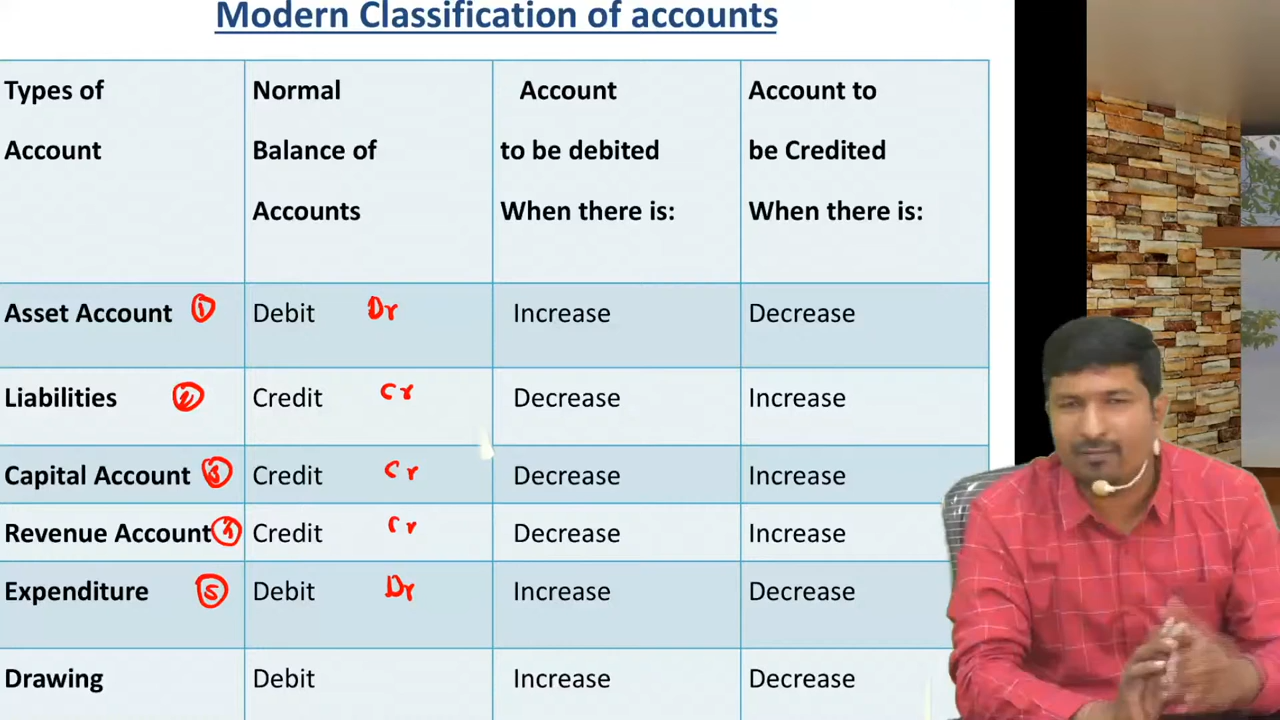 Modern Classification of accounts
Types of Account
Normal Balance of Accounts
Account to be debited When there is:
Account to be Credited When there is:
Asset Account ① Debit Dr Increase Decrease
Liabilities ② Credit Cr Decrease Increase
Capital Account ③ Credit Cr Decrease Increase
Revenue Account ④ Credit Cr Decrease Increase
Expenditure ⑤ Debit Dr Increase Decrease
Drawing Debit Increase Decrease